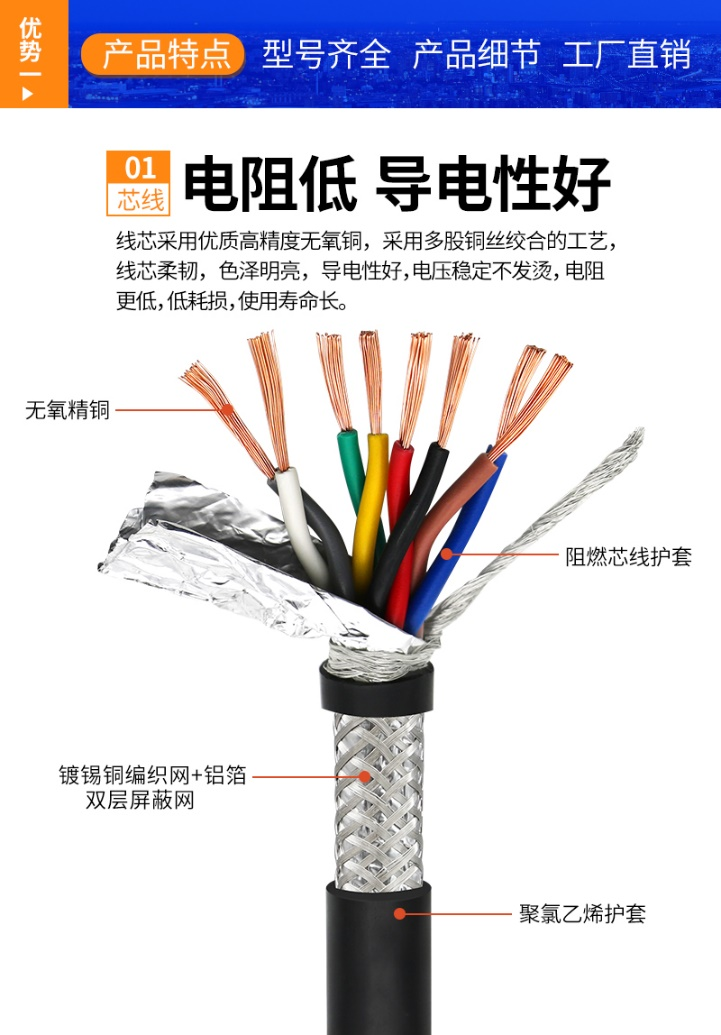 优势一
产品特点 型号齐全 产品细节 工厂直销
01
芯线
电阻低 导电性好
线芯采用优质高精度无氧铜，采用多股铜丝绞合的工艺，
线芯柔韧，色泽明亮，导电性好，电压稳定不发烫，电阻
更低，低耗损，使用寿命长。
无氧精铜
阻燃芯线护套
镀锡铜编织网+铝箔
双层屏蔽网
聚氯乙烯护套